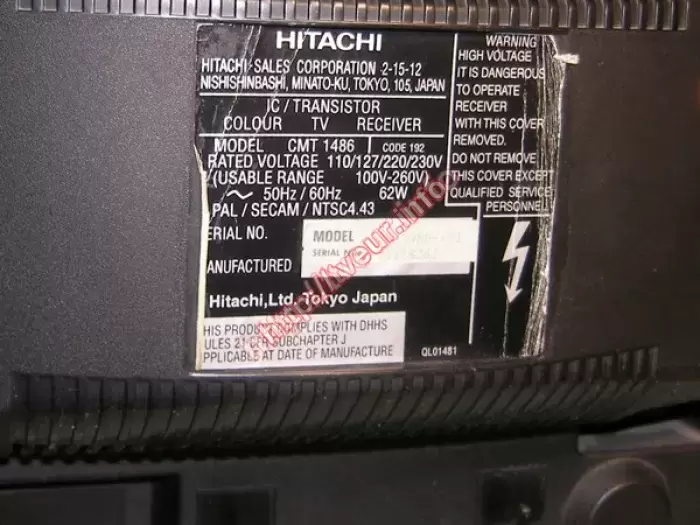 HITACHI
HITACHI SALES CORPORATION 2-15-12
NISHISHINBASHI, MINATO-KU, TOKYO, 105, JAPAN
IC / TRANSISTOR
COLOUR TV RECEIVER
MODEL CMT 1486 CODE 192
RATED VOLTAGE 110/127/220/230V
(USABLE RANGE 100V-260V)
~ 50Hz / 60Hz 62W
PAL / SECAM / NTSC4.43
SERIAL NO.
MODEL
SERIAL
ANUFACTURED
Hitachi,Ltd. Tokyo Japan
HIS PRODUCT COMPLIES WITH DHHS
ULES 21 CFR SUBCHAPTER J
PPLICABLE AT DATE OF MANUFACTURE
QL01481
WARNING
HIGH VOLTAGE
IT IS DANGEROUS
TO OPERATE
RECEIVER
WITH THIS COVER
REMOVED.
DO NOT REMOVE
THIS COVER EXCEPT
QUALIFIED SERVICE
PERSONNEL